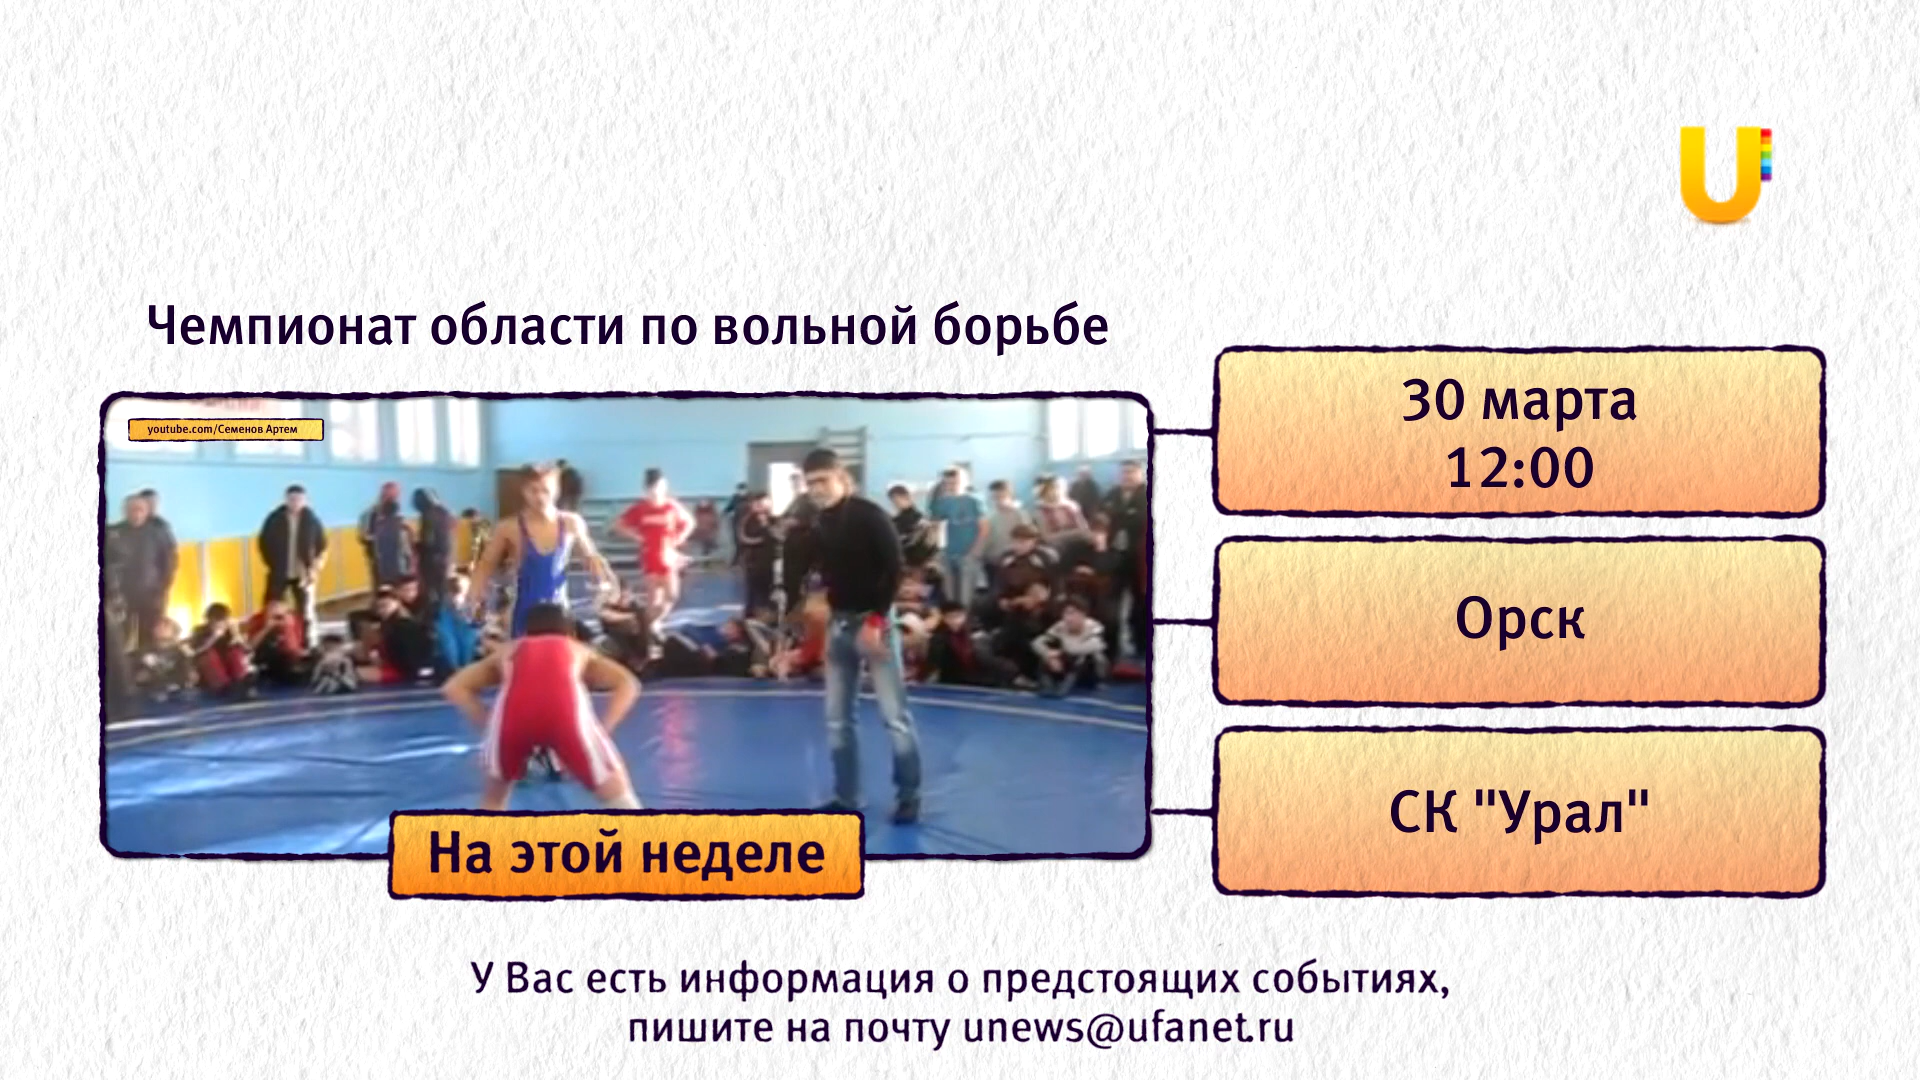 U
Чемпионат области по вольной борьбе
youtube.com/Семенов Артем
На этой неделе
30 марта
12:00
Орск
СК "Урал"
У Вас есть информация о предстоящих событиях,
пишите на почту unews@ufanet.ru